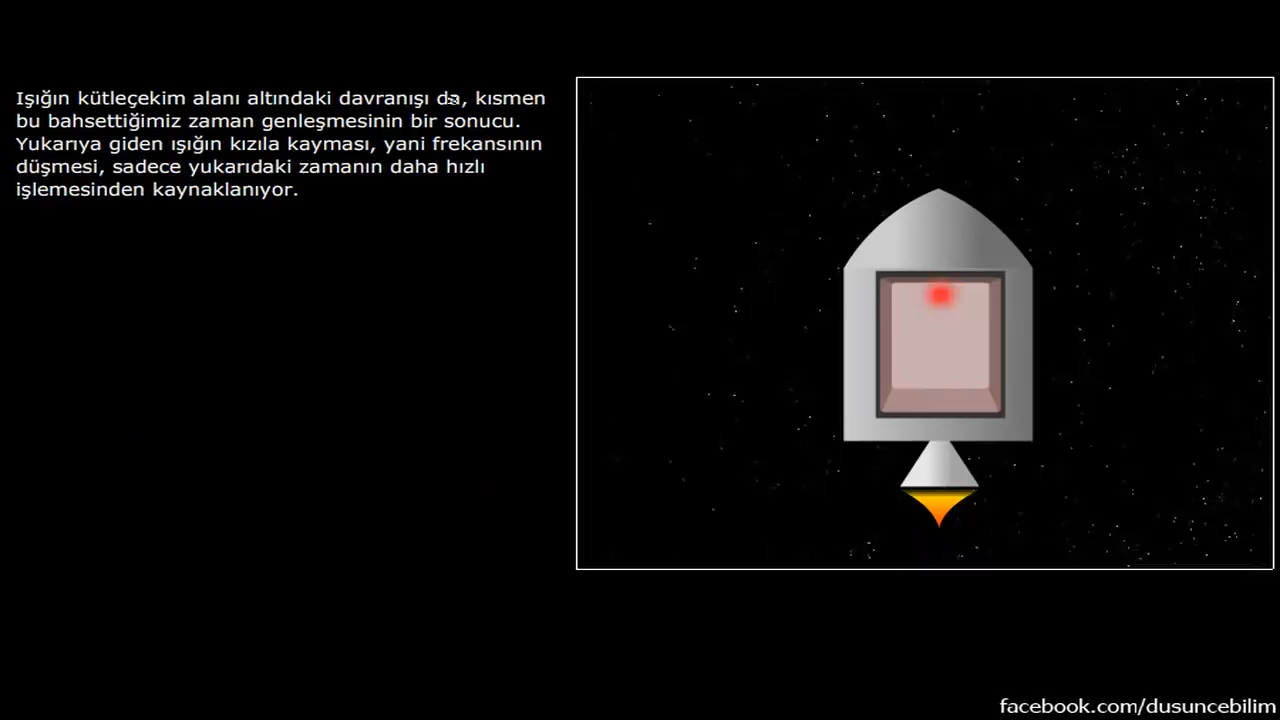 Işığın kütleçekim alanı altındaki davranışı da, kısmen
bu bahsettiğimiz zaman genleşmesinin bir sonucu.
Yukarıya giden ışığın kızıla kayması, yani frekansının
düşmesi, sadece yukarıdaki zamanın daha hızlı
işlemesinden kaynaklanıyor.
facebook.com/dusuncebilim